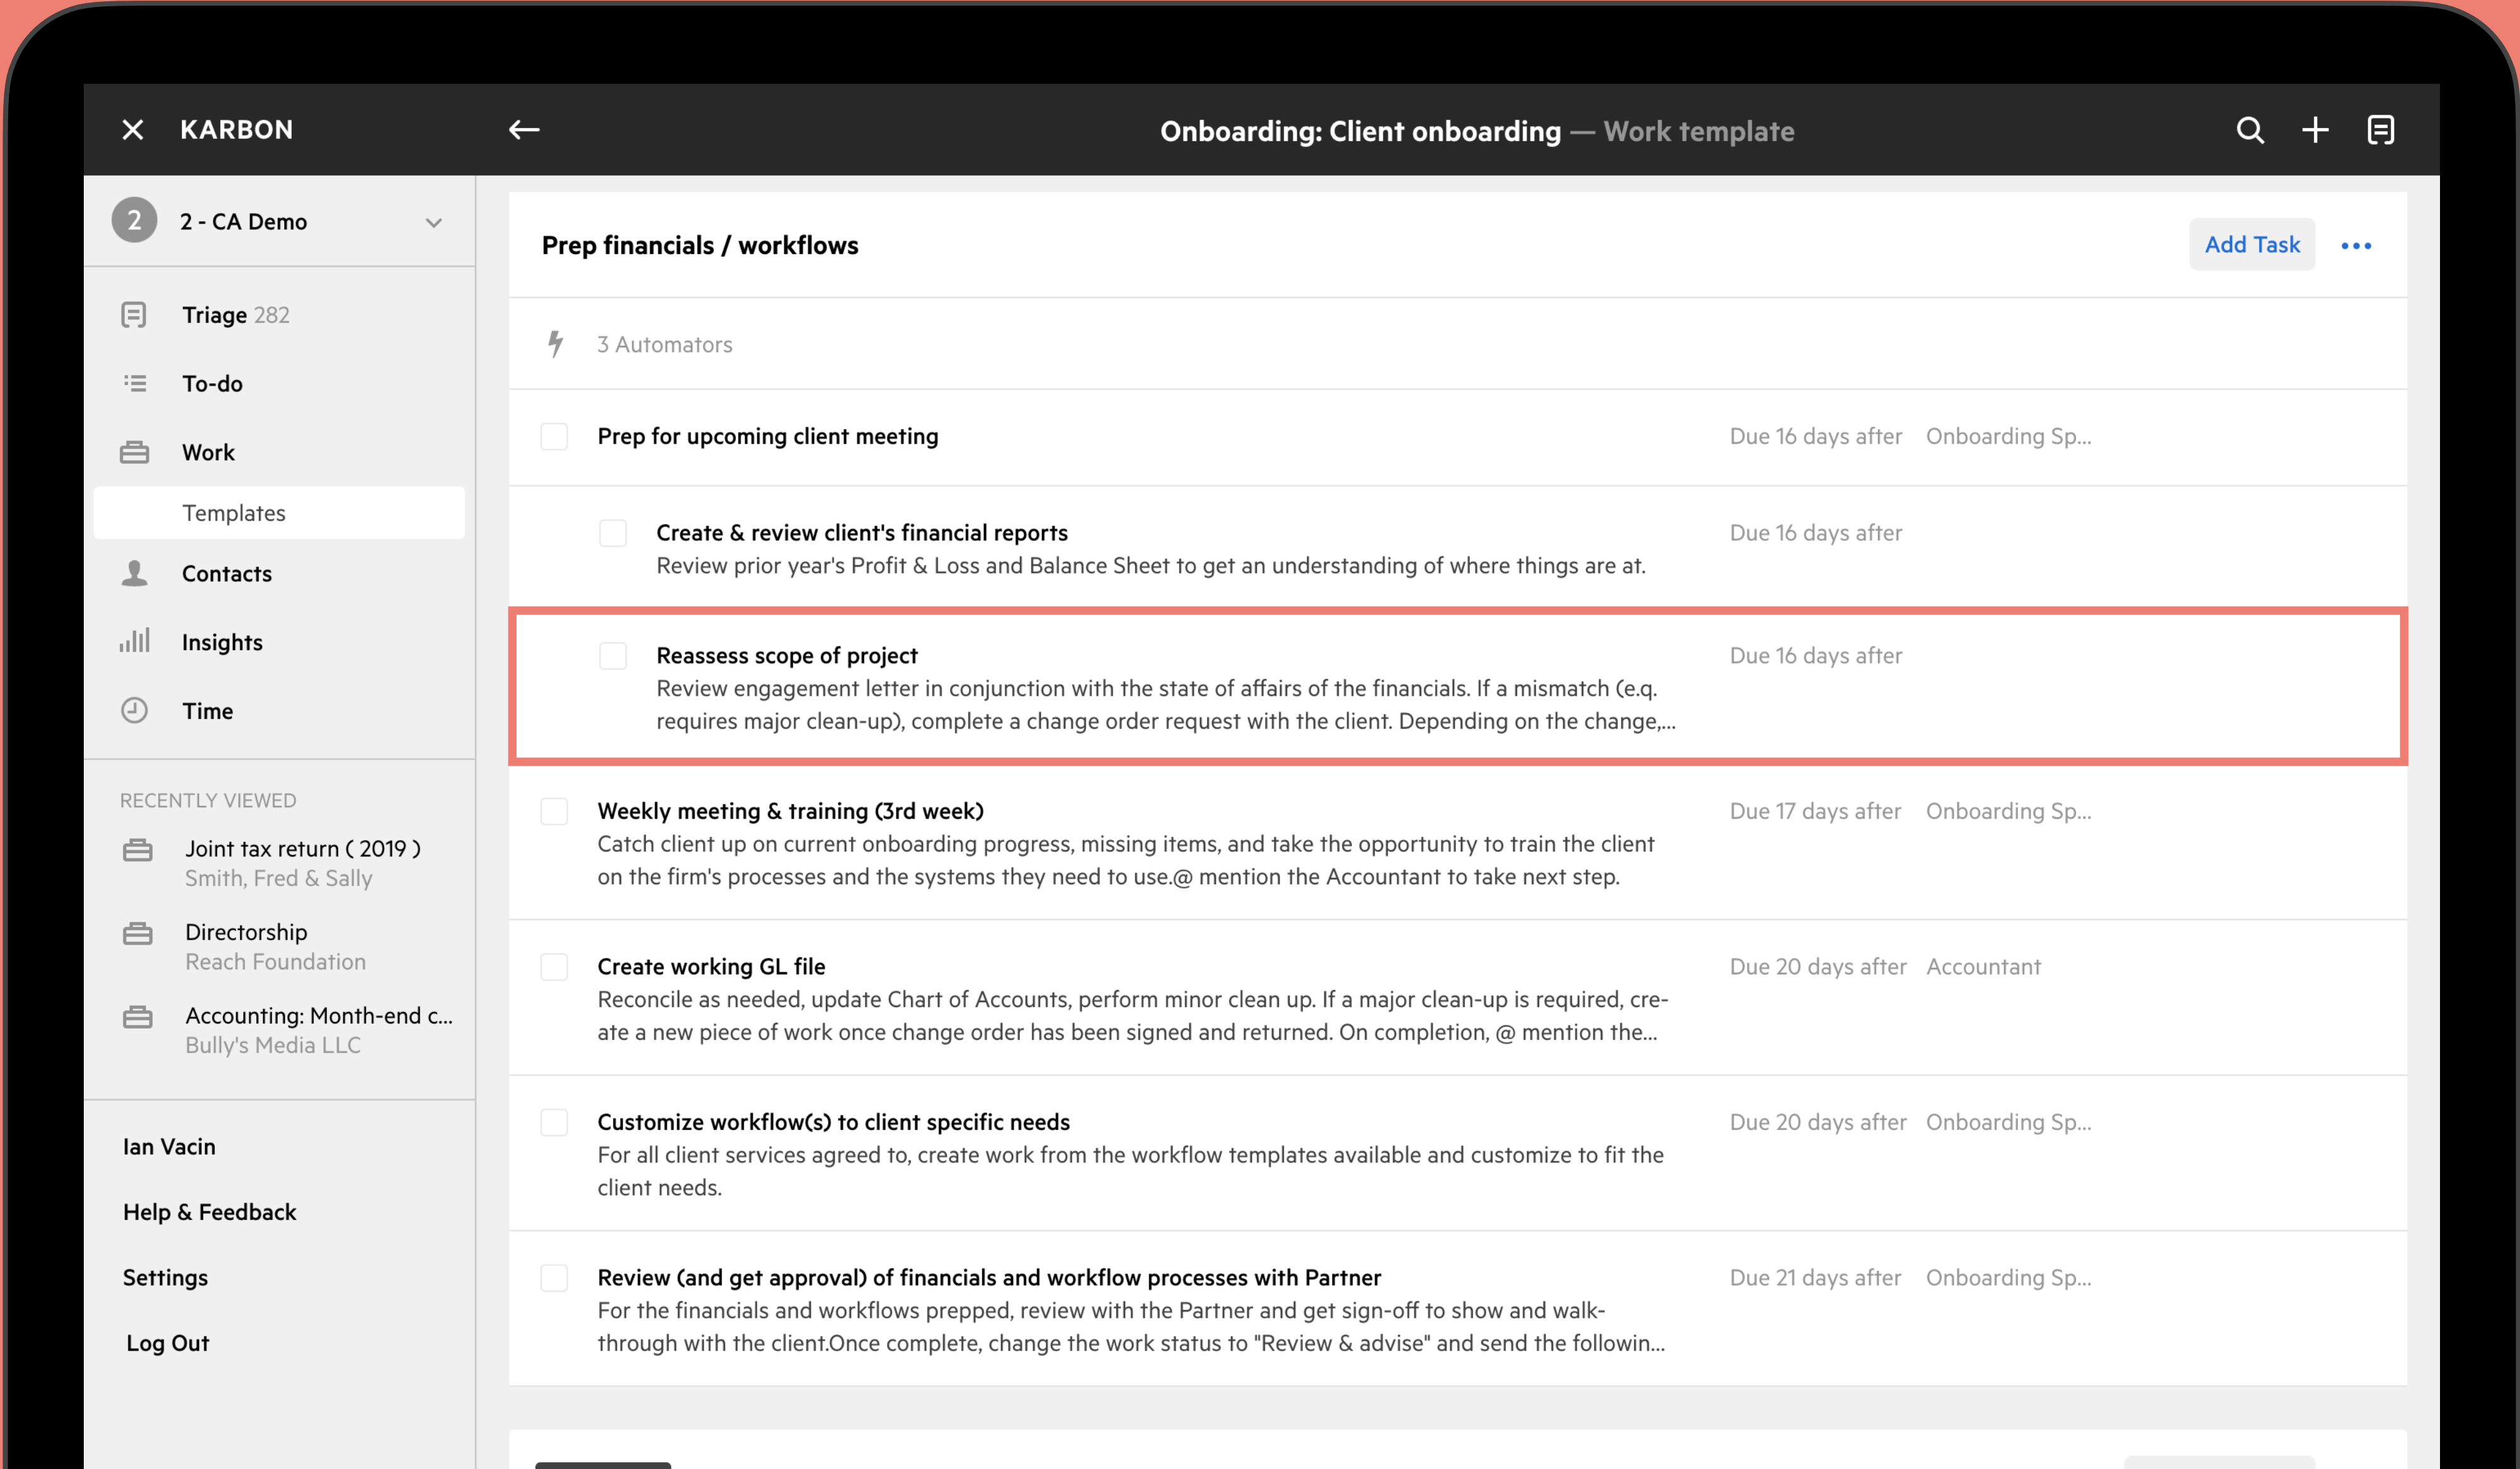 KARBON
Onboarding: Client onboarding — Work template
2
2 - CA Demo
Triage 282
To-do
Work
Templates
Contacts
Insights
Time
RECENTLY VIEWED
Joint tax return ( 2019 )
Smith, Fred & Sally
Directorship
Reach Foundation
Accounting: Month-end c...
Bully's Media LLC
Ian Vacin
Help & Feedback
Settings
Log Out
Prep financials / workflows
Add Task
3 Automators
Prep for upcoming client meeting
Due 16 days after
Onboarding Sp...
Create & review client's financial reports
Due 16 days after
Review prior year's Profit & Loss and Balance Sheet to get an understanding of where things are at.
Reassess scope of project
Due 16 days after
Review engagement letter in conjunction with the state of affairs of the financials. If a mismatch (e.q.
requires major clean-up), complete a change order request with the client. Depending on the change,...
Weekly meeting & training (3rd week)
Due 17 days after
Onboarding Sp...
Catch client up on current onboarding progress, missing items, and take the opportunity to train the client
on the firm's processes and the systems they need to use.@ mention the Accountant to take next step.
Create working GL file
Due 20 days after
Accountant
Reconcile as needed, update Chart of Accounts, perform minor clean up. If a major clean-up is required, cre-
ate a new piece of work once change order has been signed and returned. On completion, @ mention the...
Customize workflow(s) to client specific needs
Due 20 days after
Onboarding Sp...
For all client services agreed to, create work from the workflow templates available and customize to fit the
client needs.
Review (and get approval) of financials and workflow processes with Partner
Due 21 days after
Onboarding Sp...
For the financials and workflows prepped, review with the Partner and get sign-off to show and walk-
through with the client.Once complete, change the work status to "Review & advise" and send the followin...